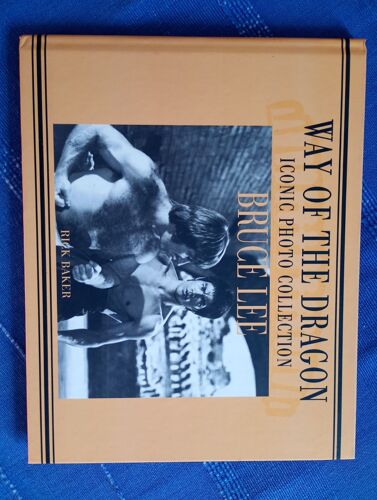 WAY OF THE DRAGON
ICONIC PHOTO COLLECTION
BRUCE LEE
RICK BAKER